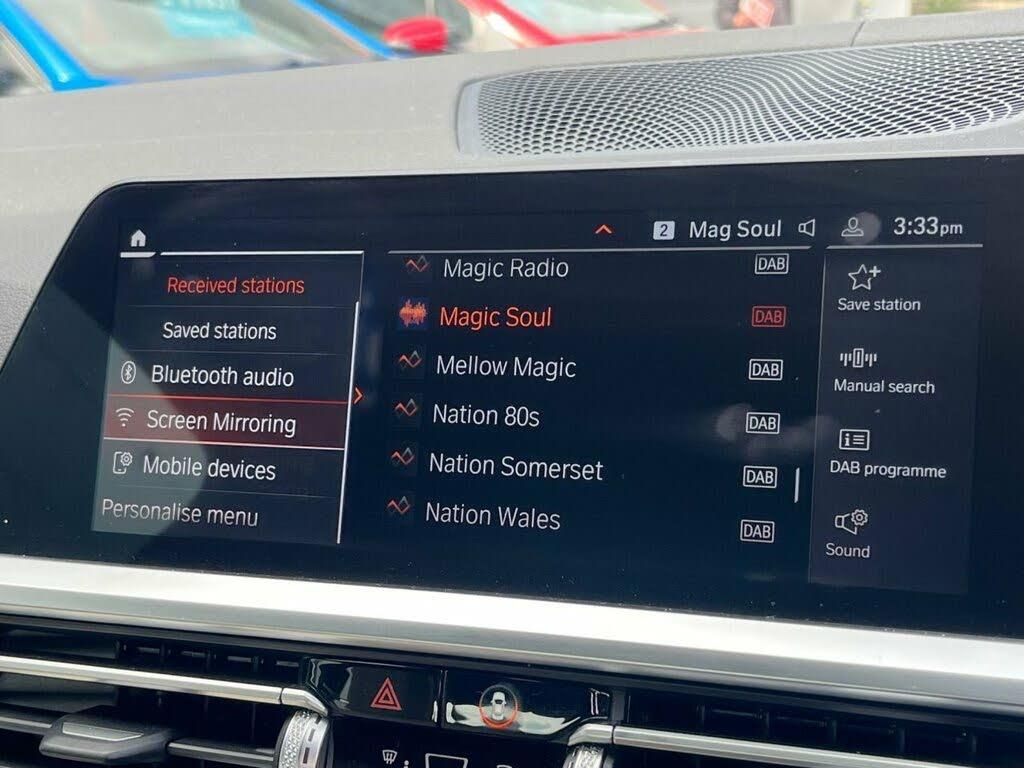 2 Mag Soul 3:33pm
Received stations
Saved stations
Bluetooth audio
Screen Mirroring
Mobile devices
Personalise menu
Magic Radio DAB
Magic Soul DAB
Mellow Magic DAB
Nation 80s DAB
Nation Somerset DAB
Nation Wales DAB
Save station
Manual search
DAB programme
Sound